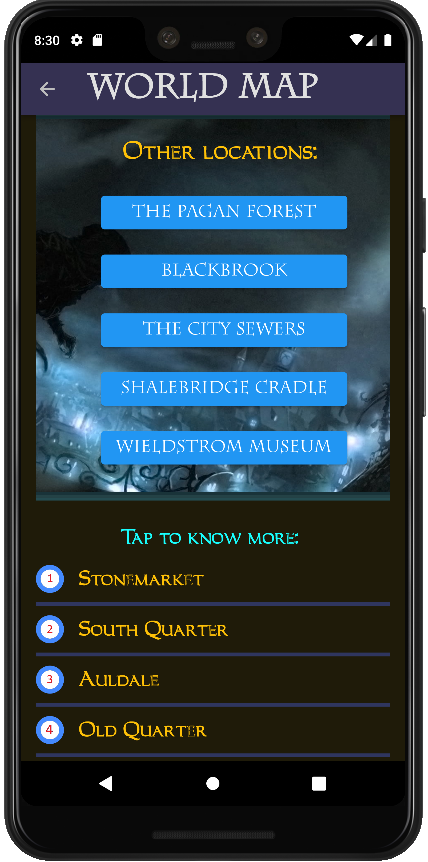 8:30
WORLD MAP
OTHER LOCATIONS:
THE PAGAN FOREST
BLACKBROOK
THE CITY SEWERS
SHALEBRIDGE CRADLE
WIELDSTROM MUSEUM
TAP TO KNOW MORE:
1 STONEMARKET
2 SOUTH QUARTER
3 AULDALE
4 OLD QUARTER